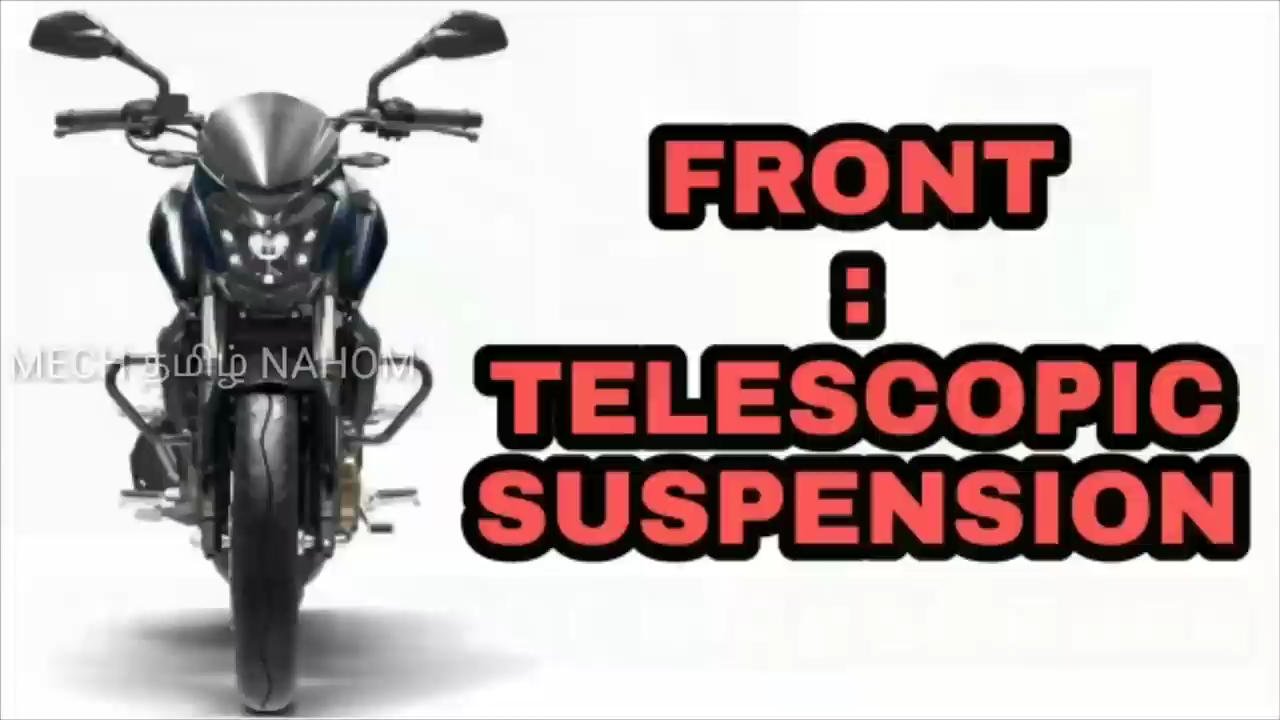 FRONT
:
TELESCOPIC
SUSPENSION
MECH தமிழ் NAHOM